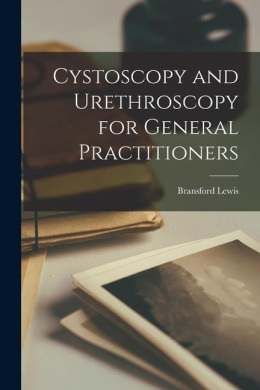 Cystoscopy and
Urethroscopy
for General
Practitioners
Bransford Lewis